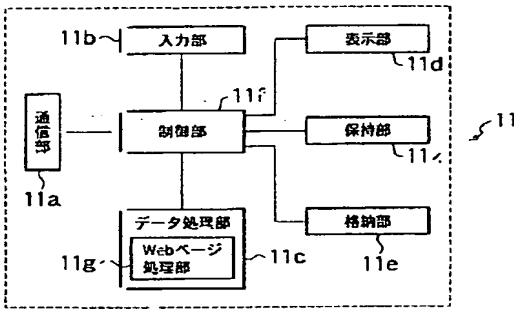 11b
入力部
表示部
11d
11f
通信部
制御部
保持部
11
11a
データ処理部
Webページ
処理部
11g
11c
格納部
11e